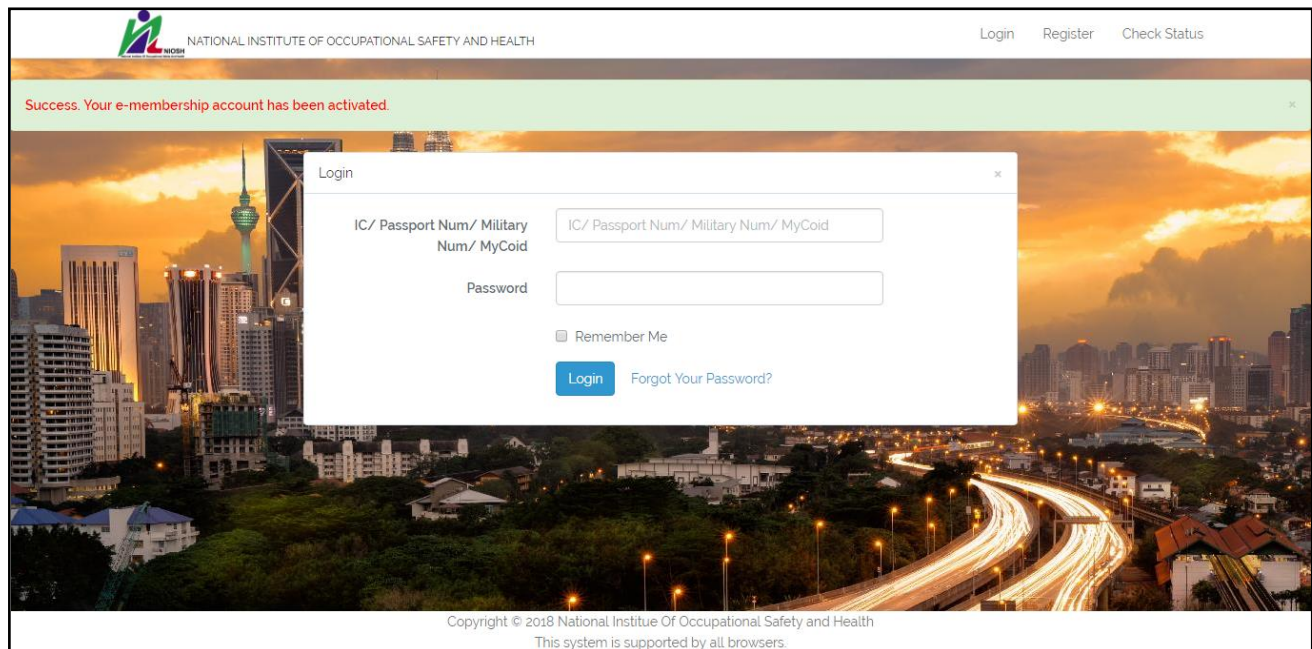 NIOSH
NATIONAL INSTITUTE OF OCCUPATIONAL SAFETY AND HEALTH
Login Register Check Status
Success. Your e-membership account has been activated. ×
Login ×
IC/ Passport Num/ Military
Num/ MyCoid
IC/ Passport Num/ Military Num/ MyCoid
Password
Remember Me
Login Forgot Your Password?
Copyright © 2018 National Institue Of Occupational Safety and Health
This system is supported by all browsers.